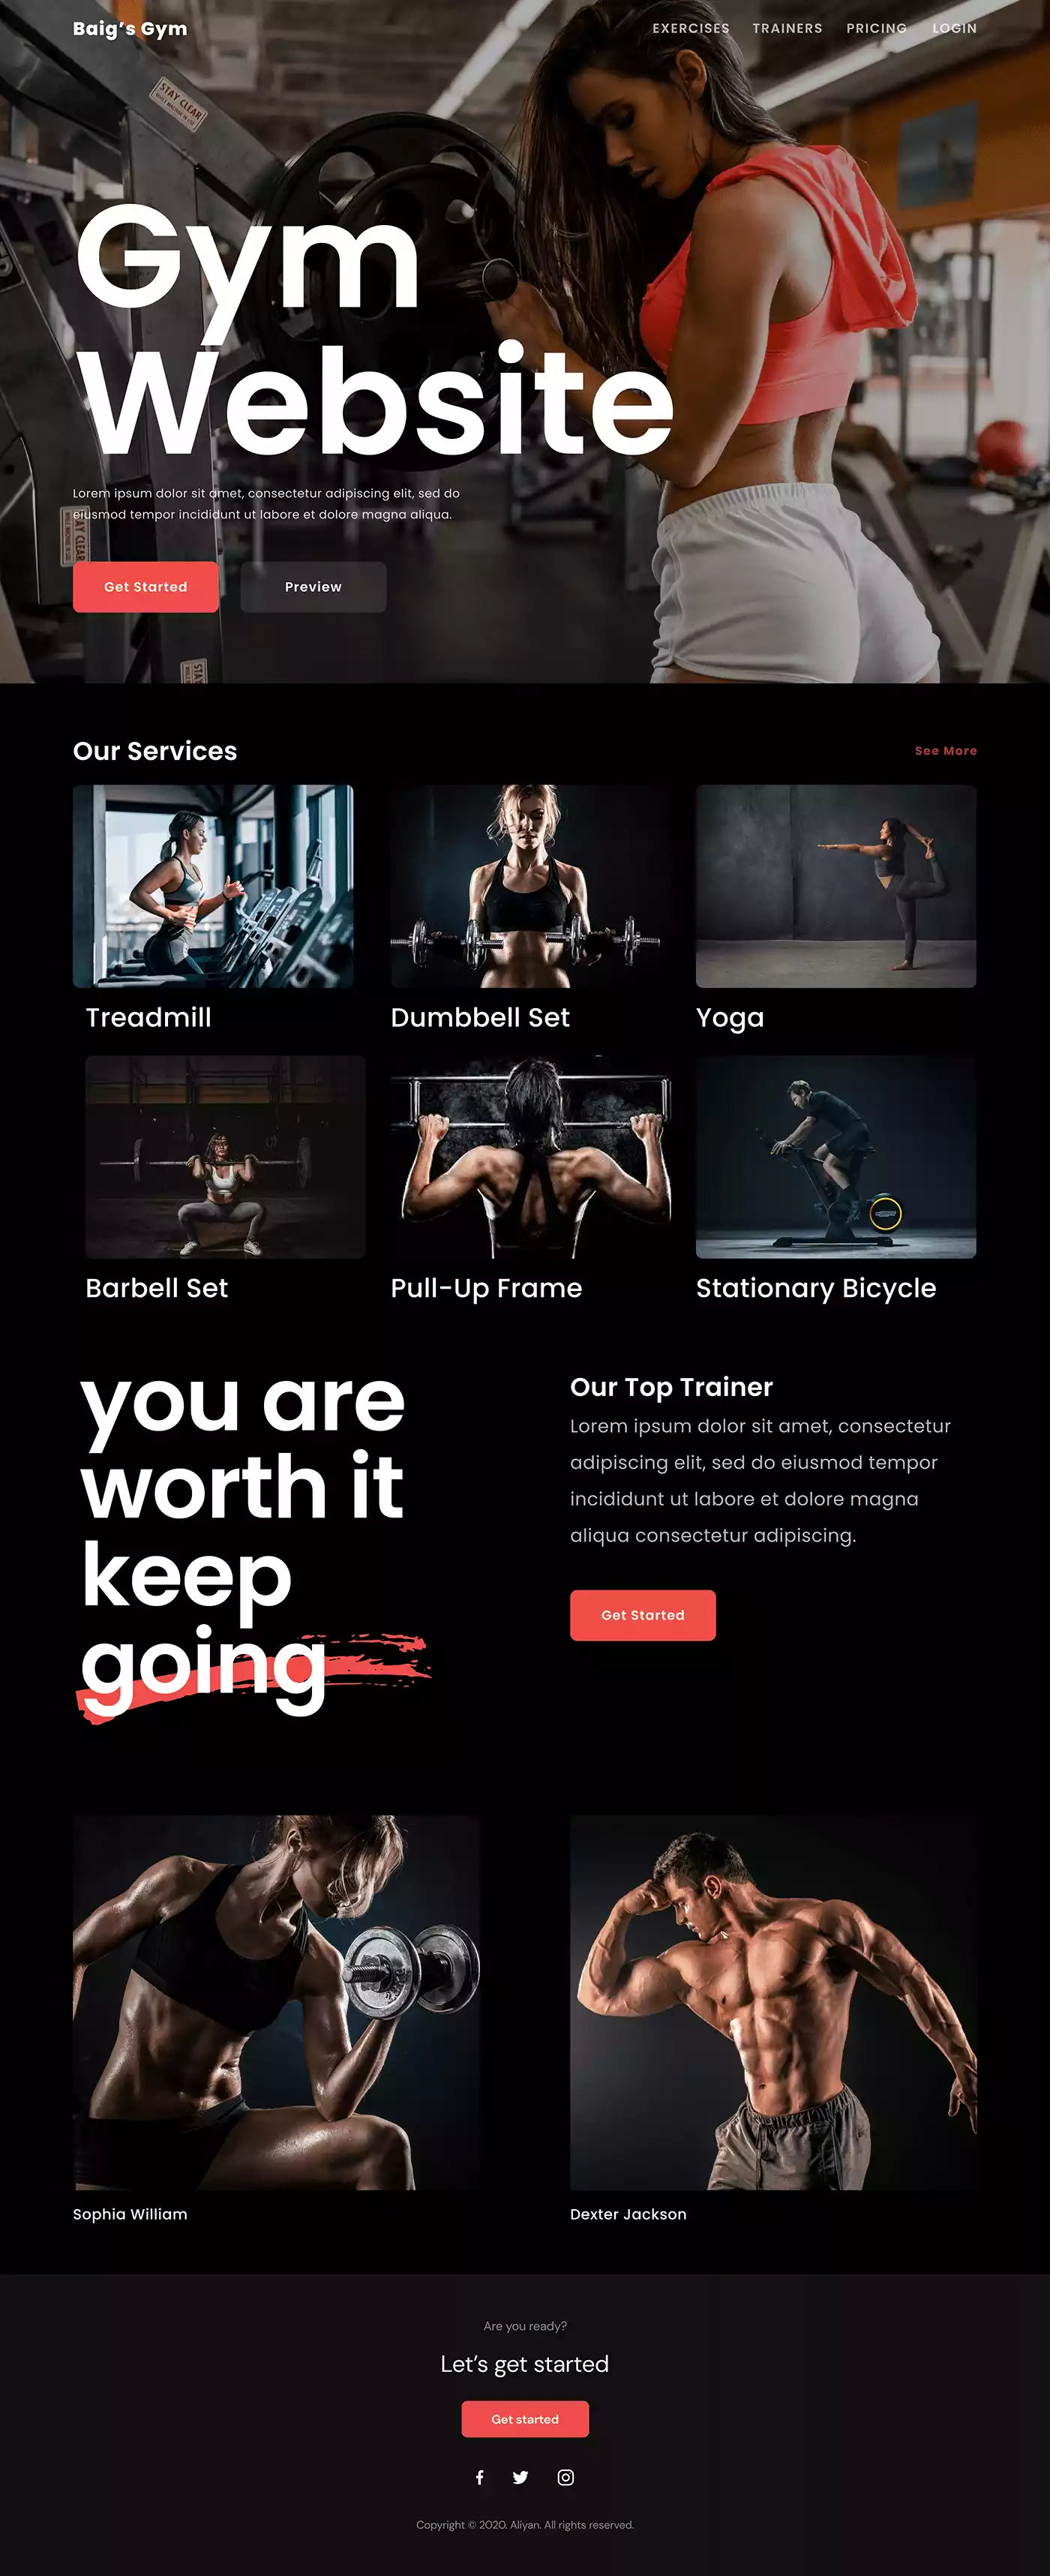 Baig's Gym
EXERCISES TRAINERS PRICING LOGIN
STAY CLEAR
Gym
Website
Lorem ipsum dolor sit amet, consectetur adipiscing elit, sed do
eiusmod tempor incididunt ut labore et dolore magna aliqua.
Get Started
Preview
Our Services
See More
Treadmill
Dumbbell Set
Yoga
Barbell Set
Pull-Up Frame
Stationary Bicycle
you are
worth it
keep
going
Our Top Trainer
Lorem ipsum dolor sit amet, consectetur
adipiscing elit, sed do eiusmod tempor
incididunt ut labore et dolore magna
aliqua consectetur adipiscing.
Get Started
Sophia William
Dexter Jackson
Are you ready?
Let's get started
Get started
Copyright © 2020. Aliyan. All rights reserved.